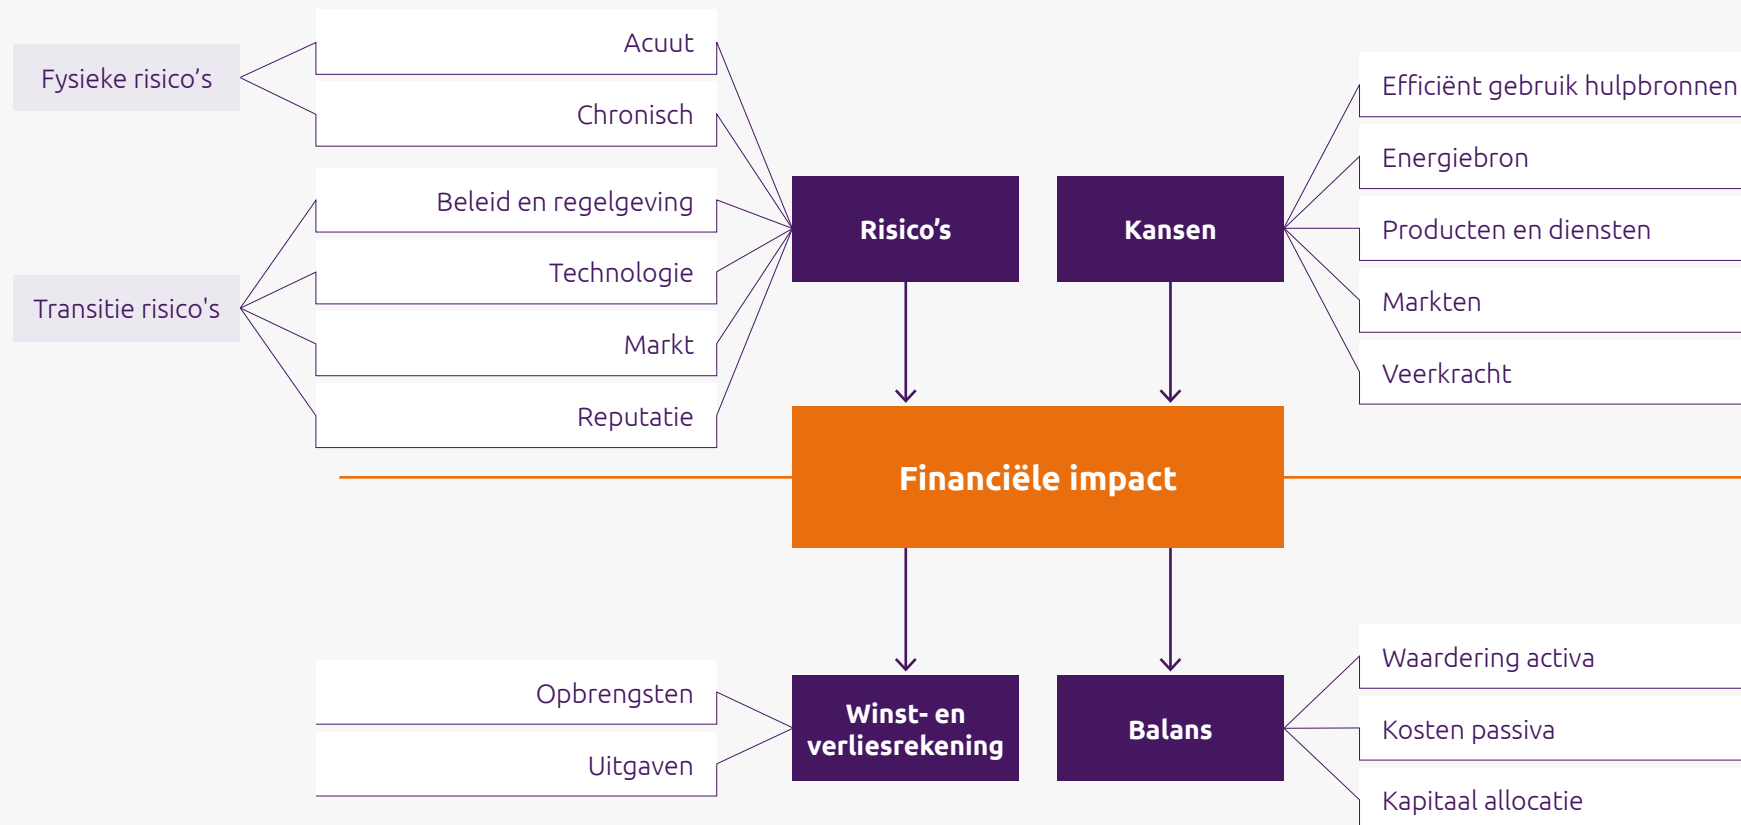 Fysieke risico’s
Acuut
Chronisch
Transitie risico's
Beleid en regelgeving
Technologie
Markt
Reputatie
Risico’s
Kansen
Efficiënt gebruik hulpbronnen
Energiebron
Producten en diensten
Markten
Veerkracht
Financiële impact
Opbrengsten
Uitgaven
Winst- en
verliesrekening
Balans
Waardering activa
Kosten passiva
Kapitaal allocatie